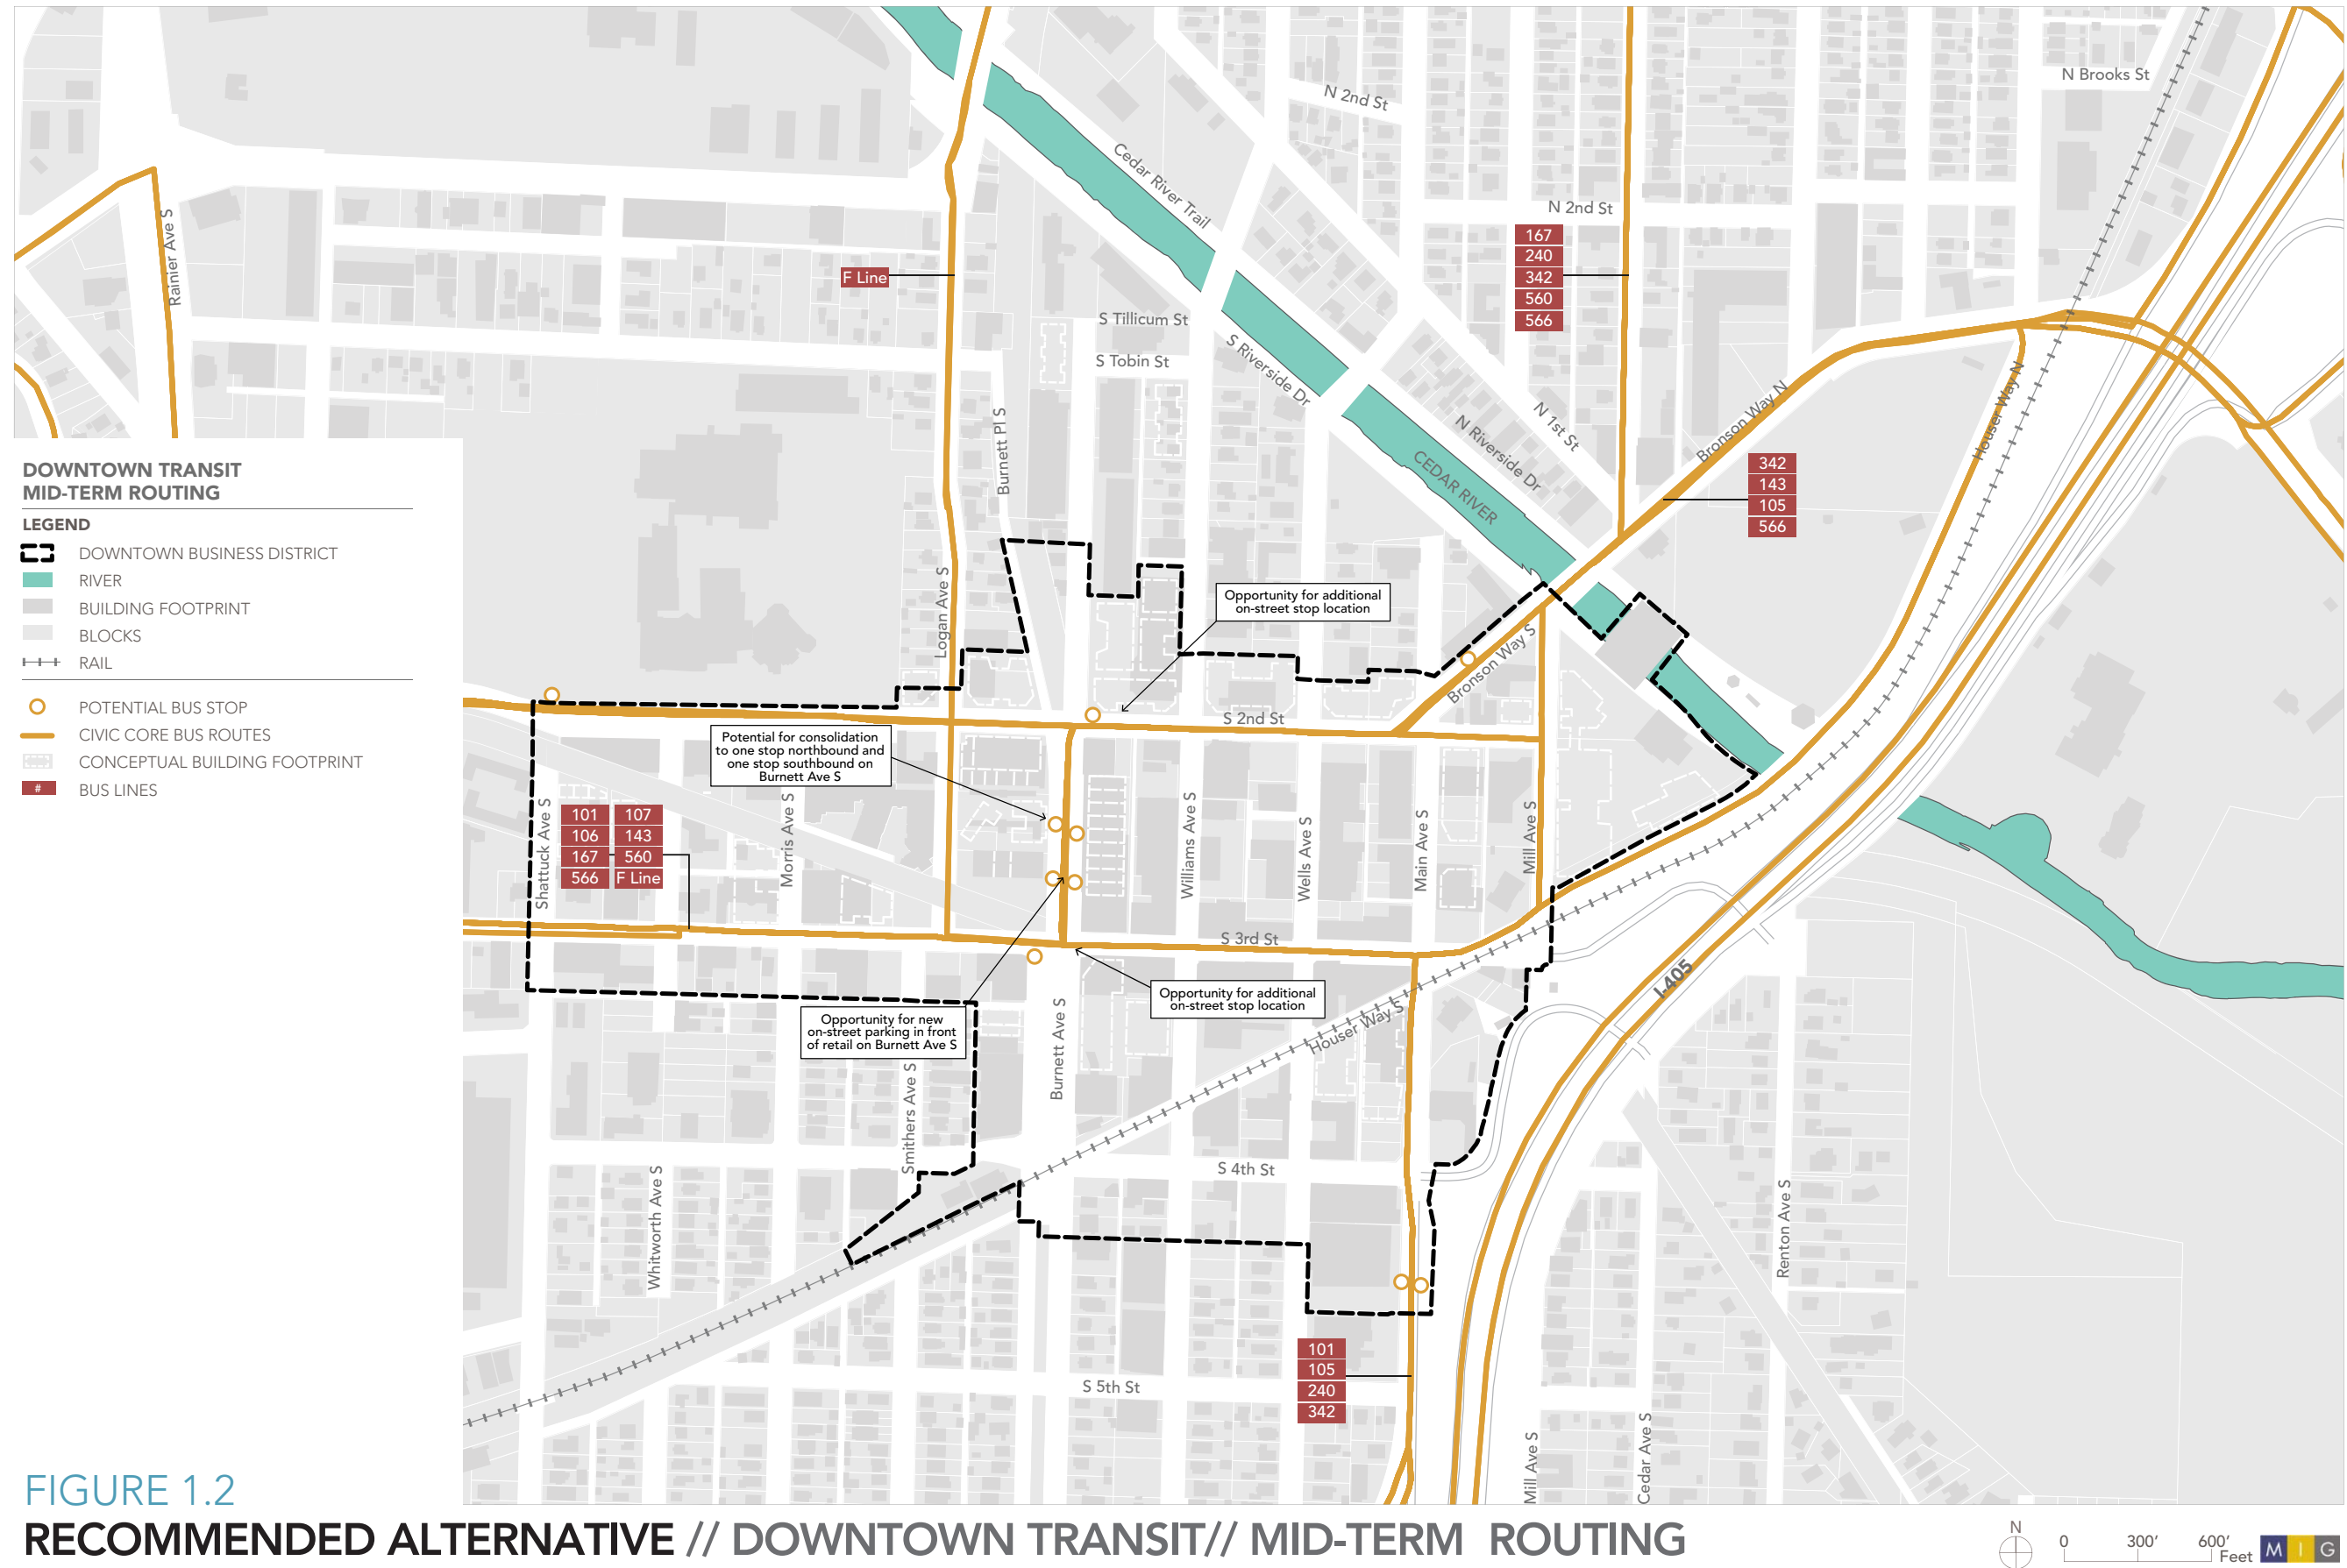 N Brooks St
N 2nd St
Cedar River Trail
N 2nd St
Rainier Ave S
167
240
342
560
566
F Line
S Tillicum St
S Tobin St
S Riverside Dr
N 1st St
N Riverside Dr
Bronson Way N
Houser Way N
Burnett Pl S
CEDAR RIVER
342
143
105
566
DOWNTOWN TRANSIT
MID-TERM ROUTING
LEGEND
DOWNTOWN BUSINESS DISTRICT
RIVER
BUILDING FOOTPRINT
BLOCKS
RAIL
POTENTIAL BUS STOP
CIVIC CORE BUS ROUTES
CONCEPTUAL BUILDING FOOTPRINT
# BUS LINES
Logan Ave S
Opportunity for additional
on-street stop location
Bronson Way S
S 2nd St
Potential for consolidation
to one stop northbound and
one stop southbound on
Burnett Ave S
Shattuck Ave S
101 107
106 143
167 560
566 F Line
Morris Ave S
Williams Ave S
Wells Ave S
Main Ave S
Mill Ave S
S 3rd St
I-405
Opportunity for additional
on-street stop location
Opportunity for new
on-street parking in front
of retail on Burnett Ave S
Houser Way S
Burnett Ave S
Smithers Ave S
S 4th St
Whitworth Ave S
Renton Ave S
101
105
240
342
S 5th St
Mill Ave S
Cedar Ave S
FIGURE 1.2
RECOMMENDED ALTERNATIVE // DOWNTOWN TRANSIT// MID-TERM ROUTING
N
0 300' 600'
Feet
M I G